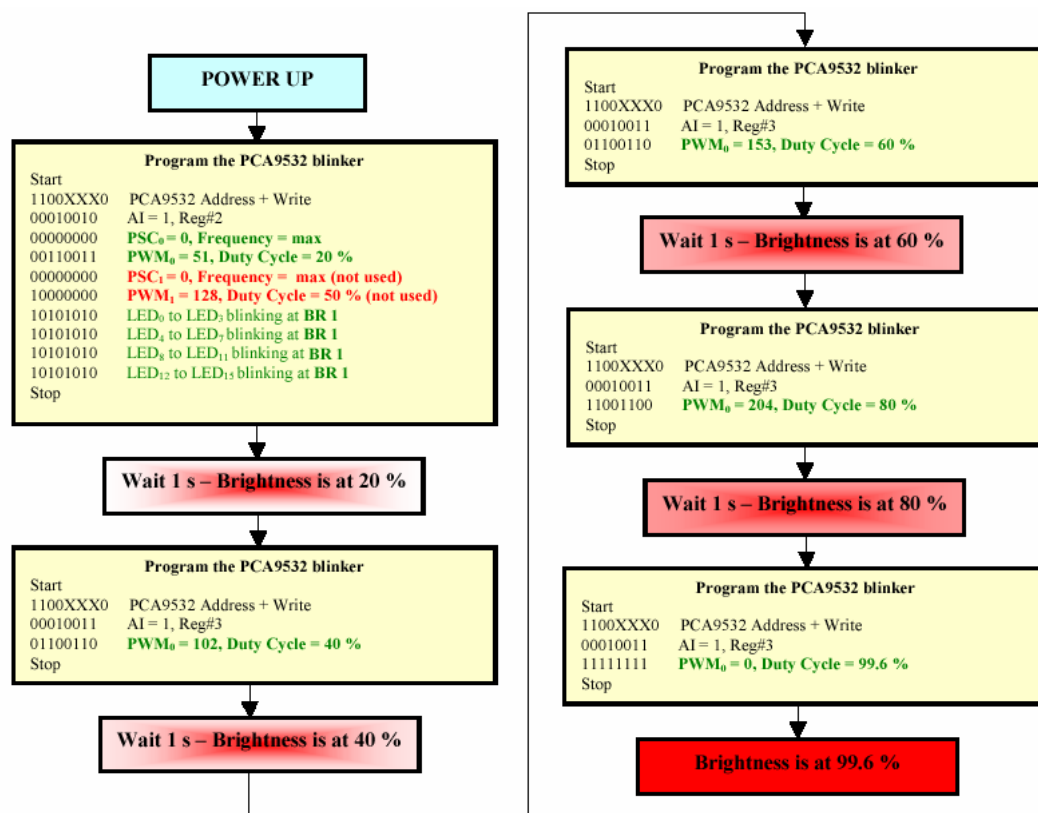 POWER UP
Program the PCA9532 blinker
Start
1100XXX0 PCA9532 Address + Write
00010010 AI = 1, Reg#2
00000000 PSC₀ = 0, Frequency = max
00110011 PWM₀ = 51, Duty Cycle = 20 %
00000000 PSC₁ = 0, Frequency = max (not used)
10000000 PWM₁ = 128, Duty Cycle = 50 % (not used)
10101010 LED₀ to LED₃ blinking at BR 1
10101010 LED₄ to LED₇ blinking at BR 1
10101010 LED₈ to LED₁₁ blinking at BR 1
10101010 LED₁₂ to LED₁₅ blinking at BR 1
Stop
Wait 1 s – Brightness is at 20 %
Program the PCA9532 blinker
Start
1100XXX0 PCA9532 Address + Write
00010011 AI = 1, Reg#3
01100110 PWM₀ = 102, Duty Cycle = 40 %
Stop
Wait 1 s – Brightness is at 40 %
Program the PCA9532 blinker
Start
1100XXX0 PCA9532 Address + Write
00010011 AI = 1, Reg#3
01100110 PWM₀ = 153, Duty Cycle = 60 %
Stop
Wait 1 s – Brightness is at 60 %
Program the PCA9532 blinker
Start
1100XXX0 PCA9532 Address + Write
00010011 AI = 1, Reg#3
11001100 PWM₀ = 204, Duty Cycle = 80 %
Stop
Wait 1 s – Brightness is at 80 %
Program the PCA9532 blinker
Start
1100XXX0 PCA9532 Address + Write
00010011 AI = 1, Reg#3
11111111 PWM₀ = 0, Duty Cycle = 99.6 %
Stop
Brightness is at 99.6 %